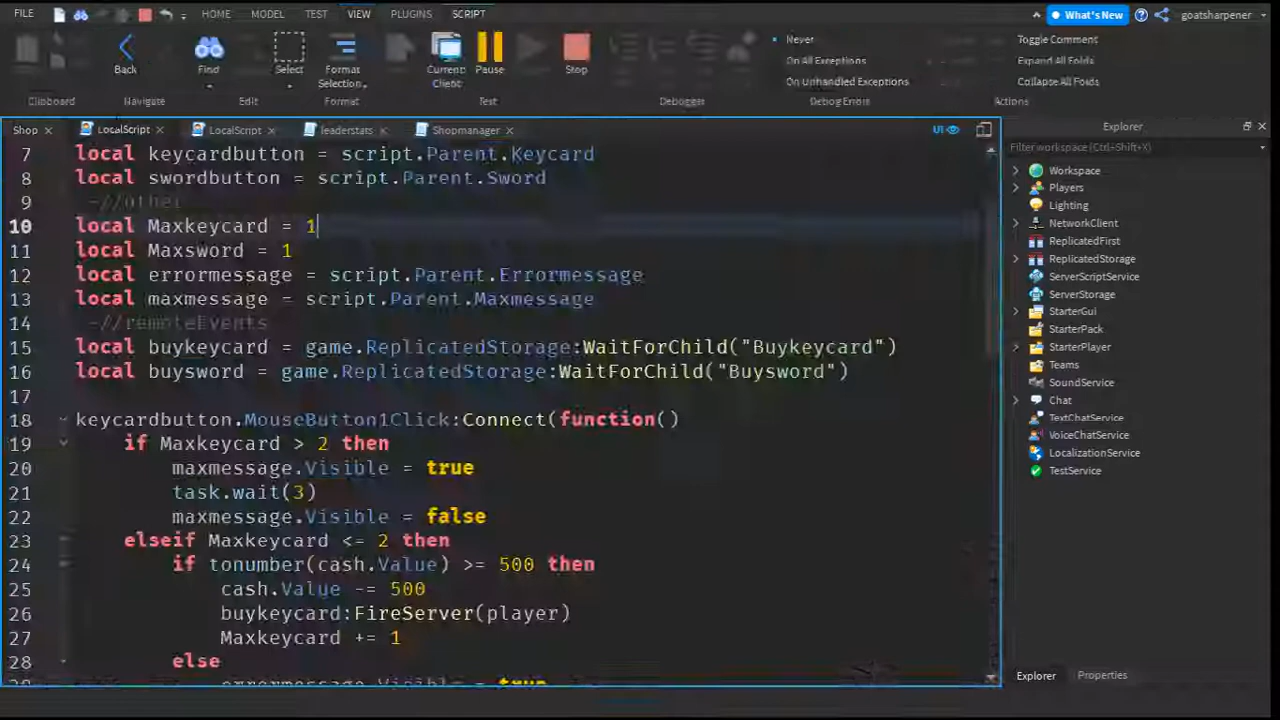 FILE HOME MODEL TEST VIEW PLUGINS SCRIPT What's New goatsharpener
Back Find Select Format Selection Current Client Pause Stop Never On All Exceptions On Unhandled Exceptions Toggle Comment Expand All Folds Collapse All Folds
Clipboard Navigate Edit Format Test Debugger Debug Errors Actions
Shop LocalScript LocalScript leaderstats Shopmanager UI
7 local keycardbutton = script.Parent.Keycard
8 local swordbutton = script.Parent.Sword
9 -//other
10 local Maxkeycard = 1
11 local Maxsword = 1
12 local errormessage = script.Parent.Errormessage
13 local maxmessage = script.Parent.Maxmessage
14 -//remoteEvents
15 local buykeycard = game.ReplicatedStorage:WaitForChild("Buykeycard")
16 local buysword = game.ReplicatedStorage:WaitForChild("Buysword")
17
18 keycardbutton.MouseButton1Click:Connect(function()
19 if Maxkeycard > 2 then
20 maxmessage.Visible = true
21 task.wait(3)
22 maxmessage.Visible = false
23 elseif Maxkeycard <= 2 then
24 if tonumber(cash.Value) >= 500 then
25 cash.Value -= 500
26 buykeycard:FireServer(player)
27 Maxkeycard += 1
28 else
errormessage.Visible = true
Explorer
Filter workspace (Ctrl+Shift+X)
Workspace
Players
Lighting
NetworkClient
ReplicatedFirst
ReplicatedStorage
ServerScriptService
ServerStorage
StarterGui
StarterPack
StarterPlayer
Teams
SoundService
Chat
TextChatService
VoiceChatService
LocalizationService
TestService
Explorer Properties